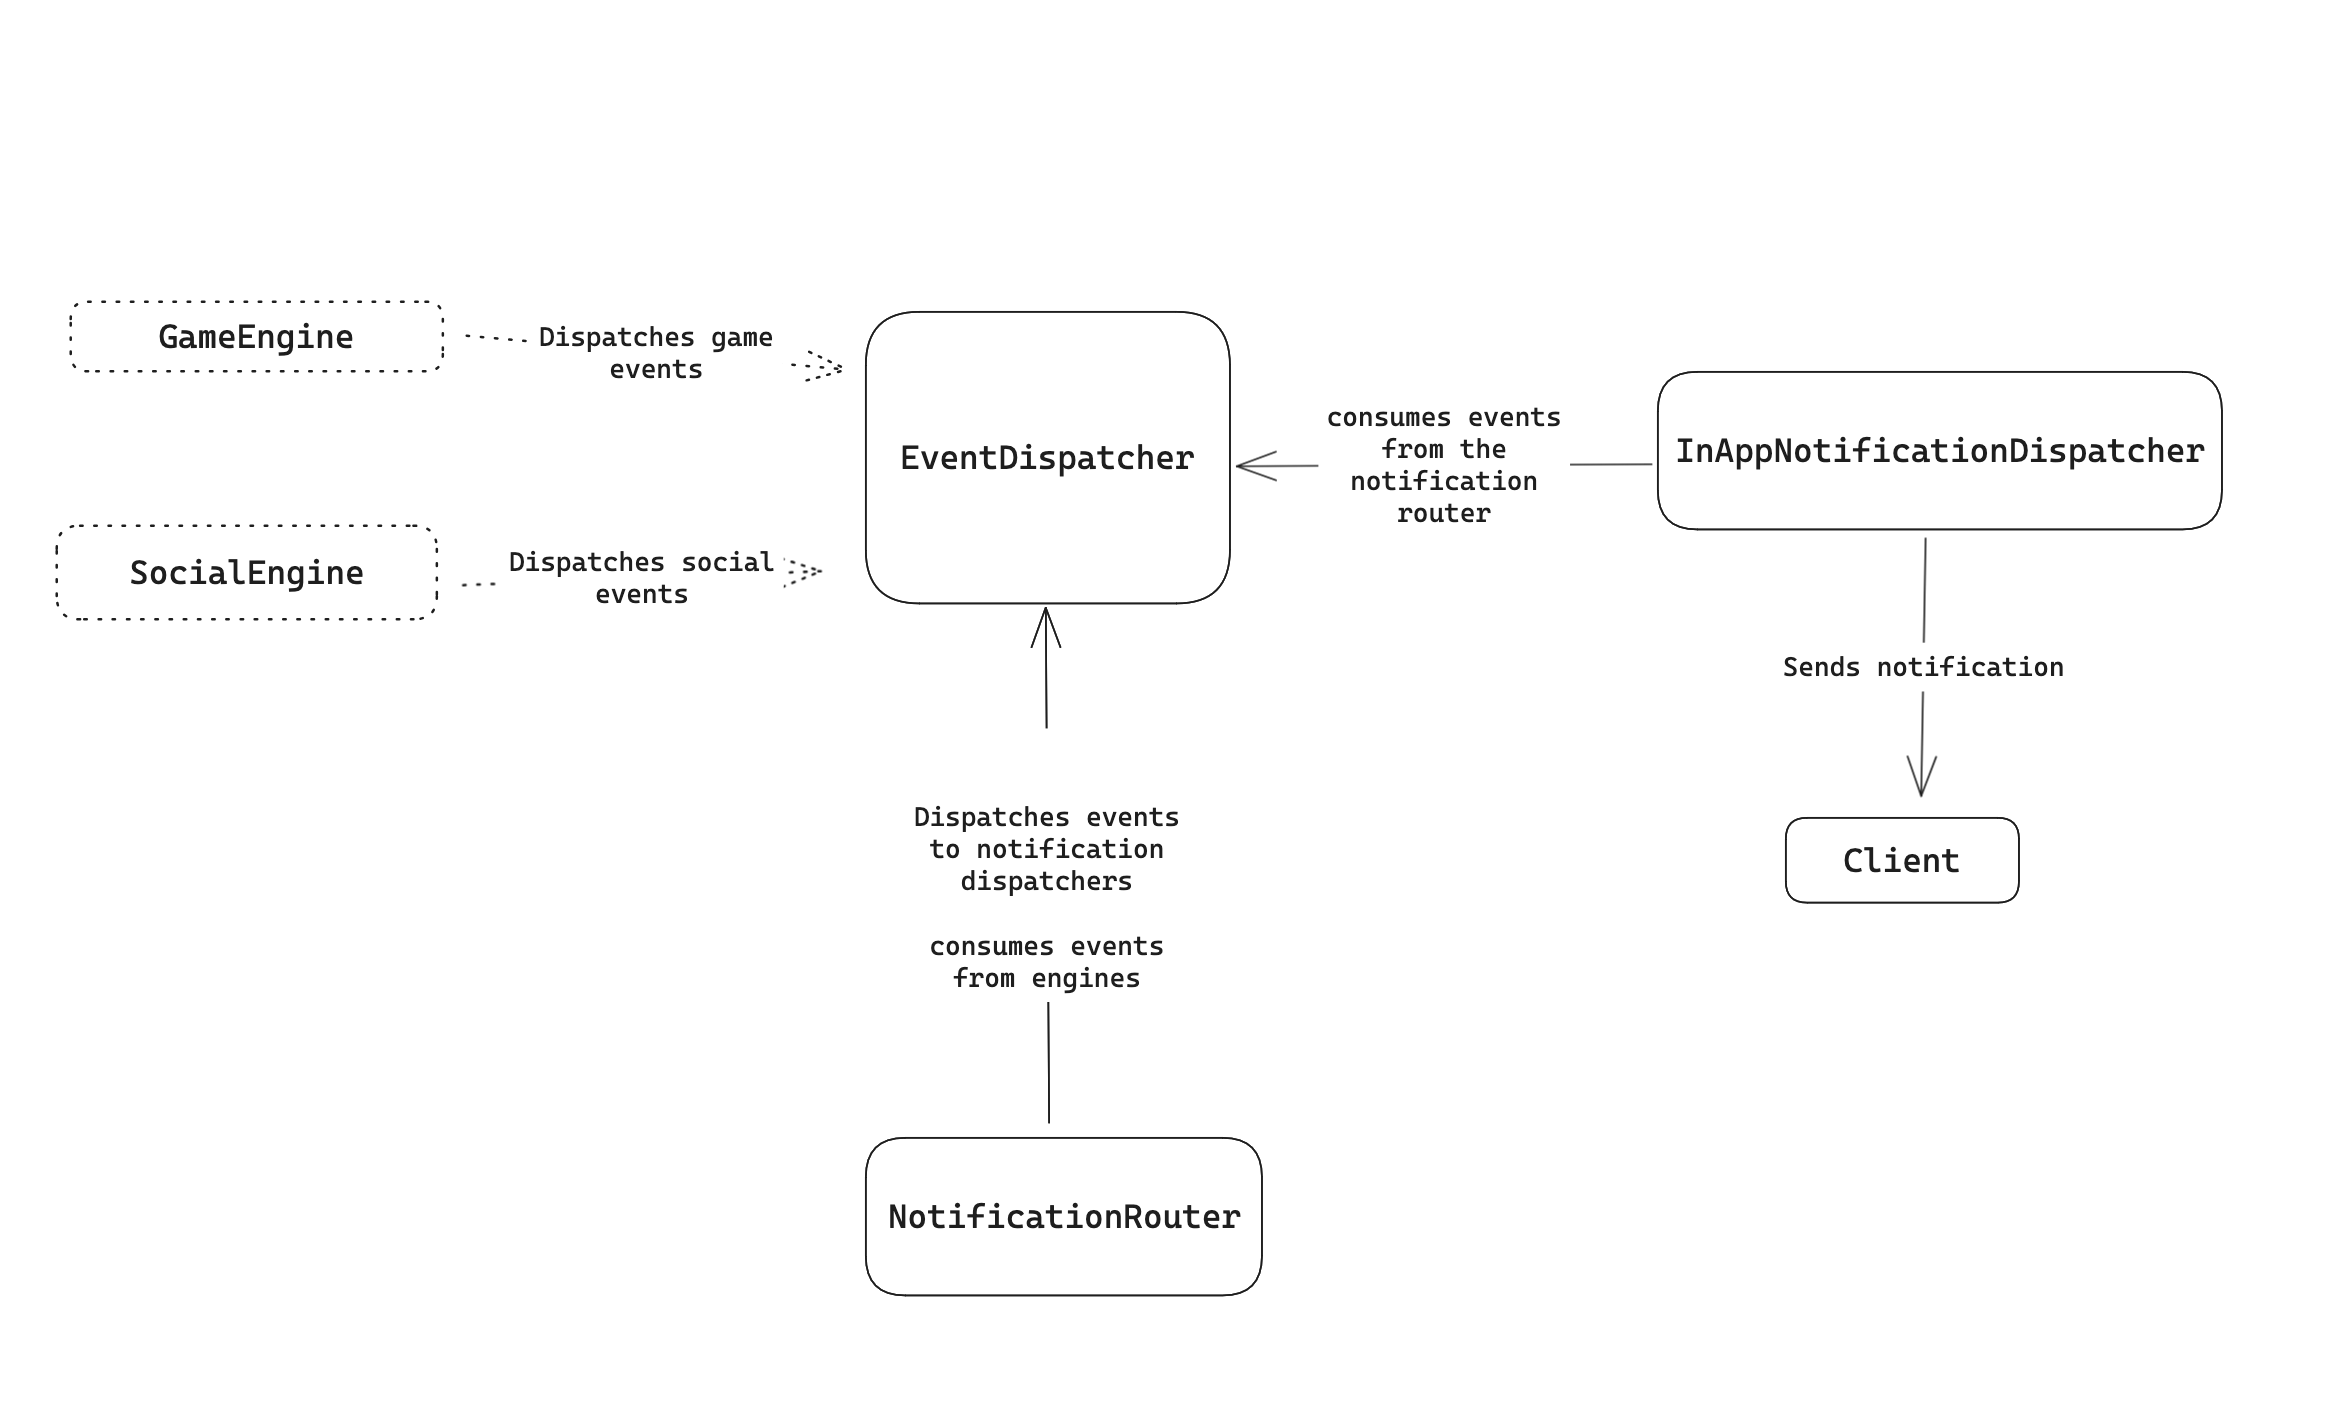 GameEngine
Dispatches game
events
EventDispatcher
consumes events
from the
notification
router
InAppNotificationDispatcher
SocialEngine
Dispatches social
events
Sends notification
Client
Dispatches events
to notification
dispatchers
consumes events
from engines
NotificationRouter